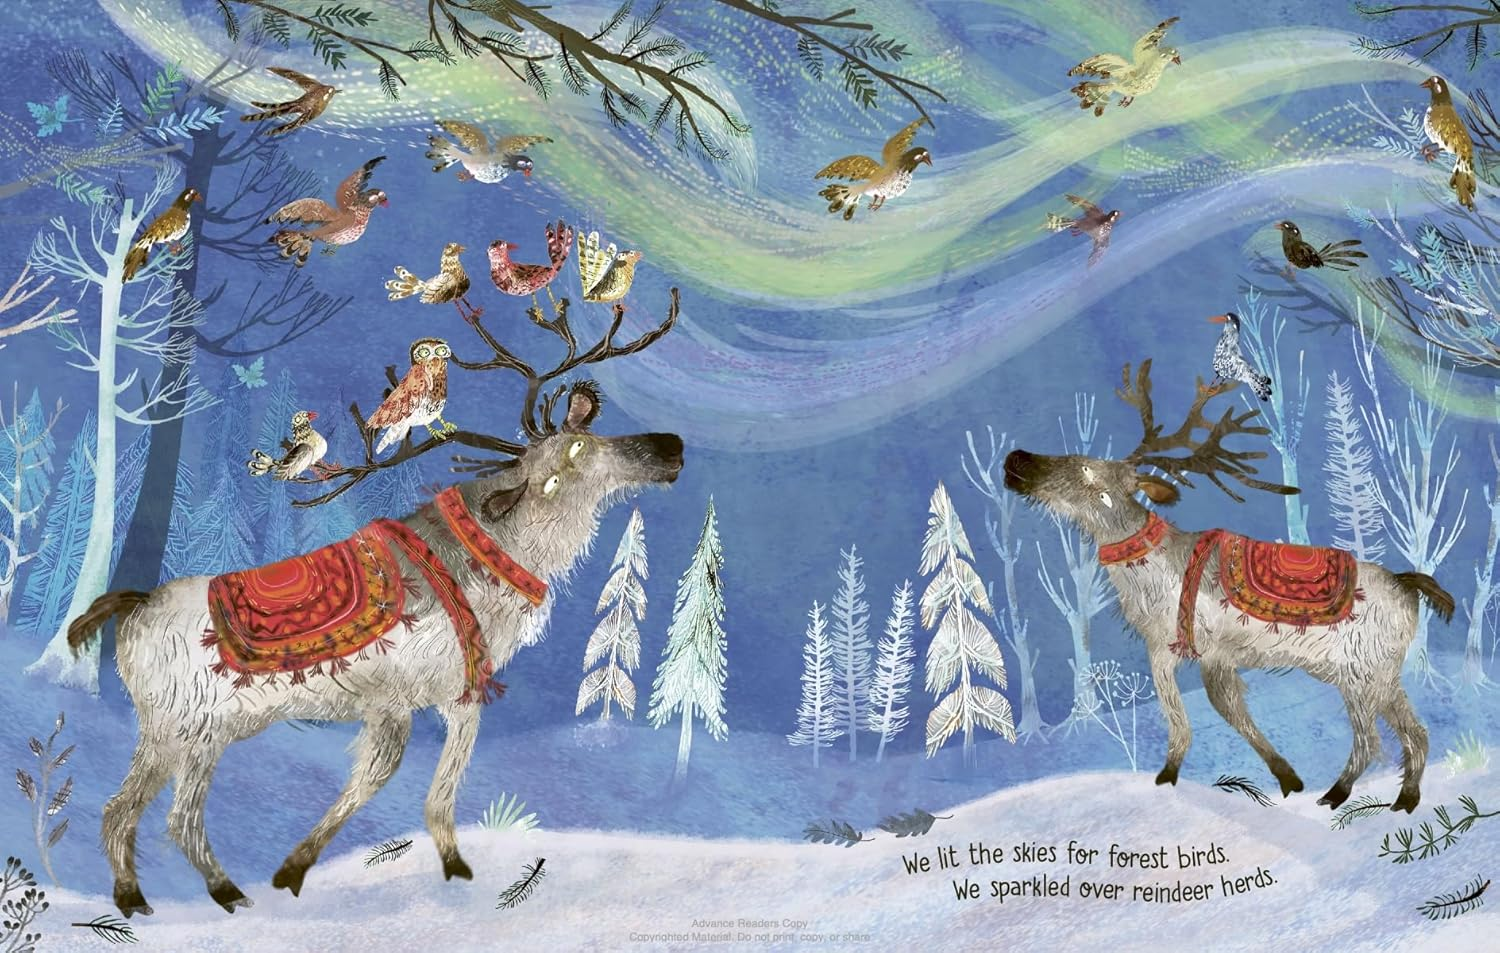 We lit the skies for forest birds.
We sparkled over reindeer herds.
Advance Readers Copy
Copyrighted Material. Do not print, copy, or share